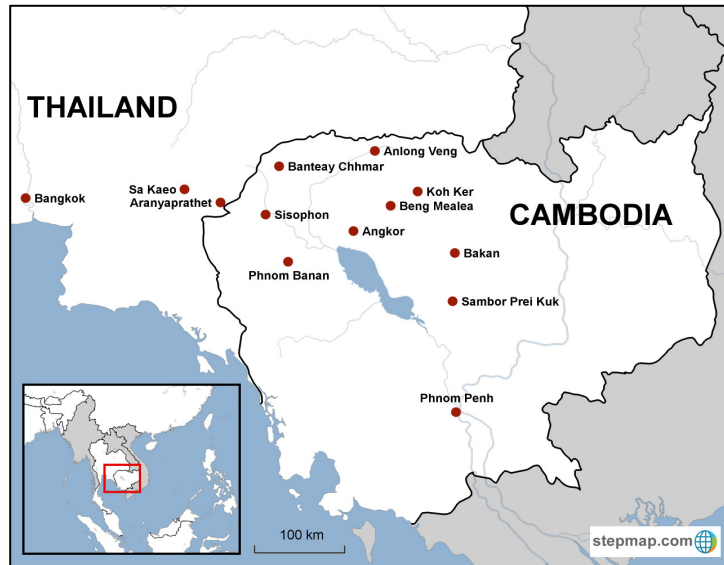 THAILAND
Anlong Veng
Banteay Chhmar
Sa Kaeo
Koh Ker
Bangkok
Aranyaprathet
Beng Mealea
Sisophon
CAMBODIA
Angkor
Bakan
Phnom Banan
Sambor Prei Kuk
Phnom Penh
100 km
stepmap.com